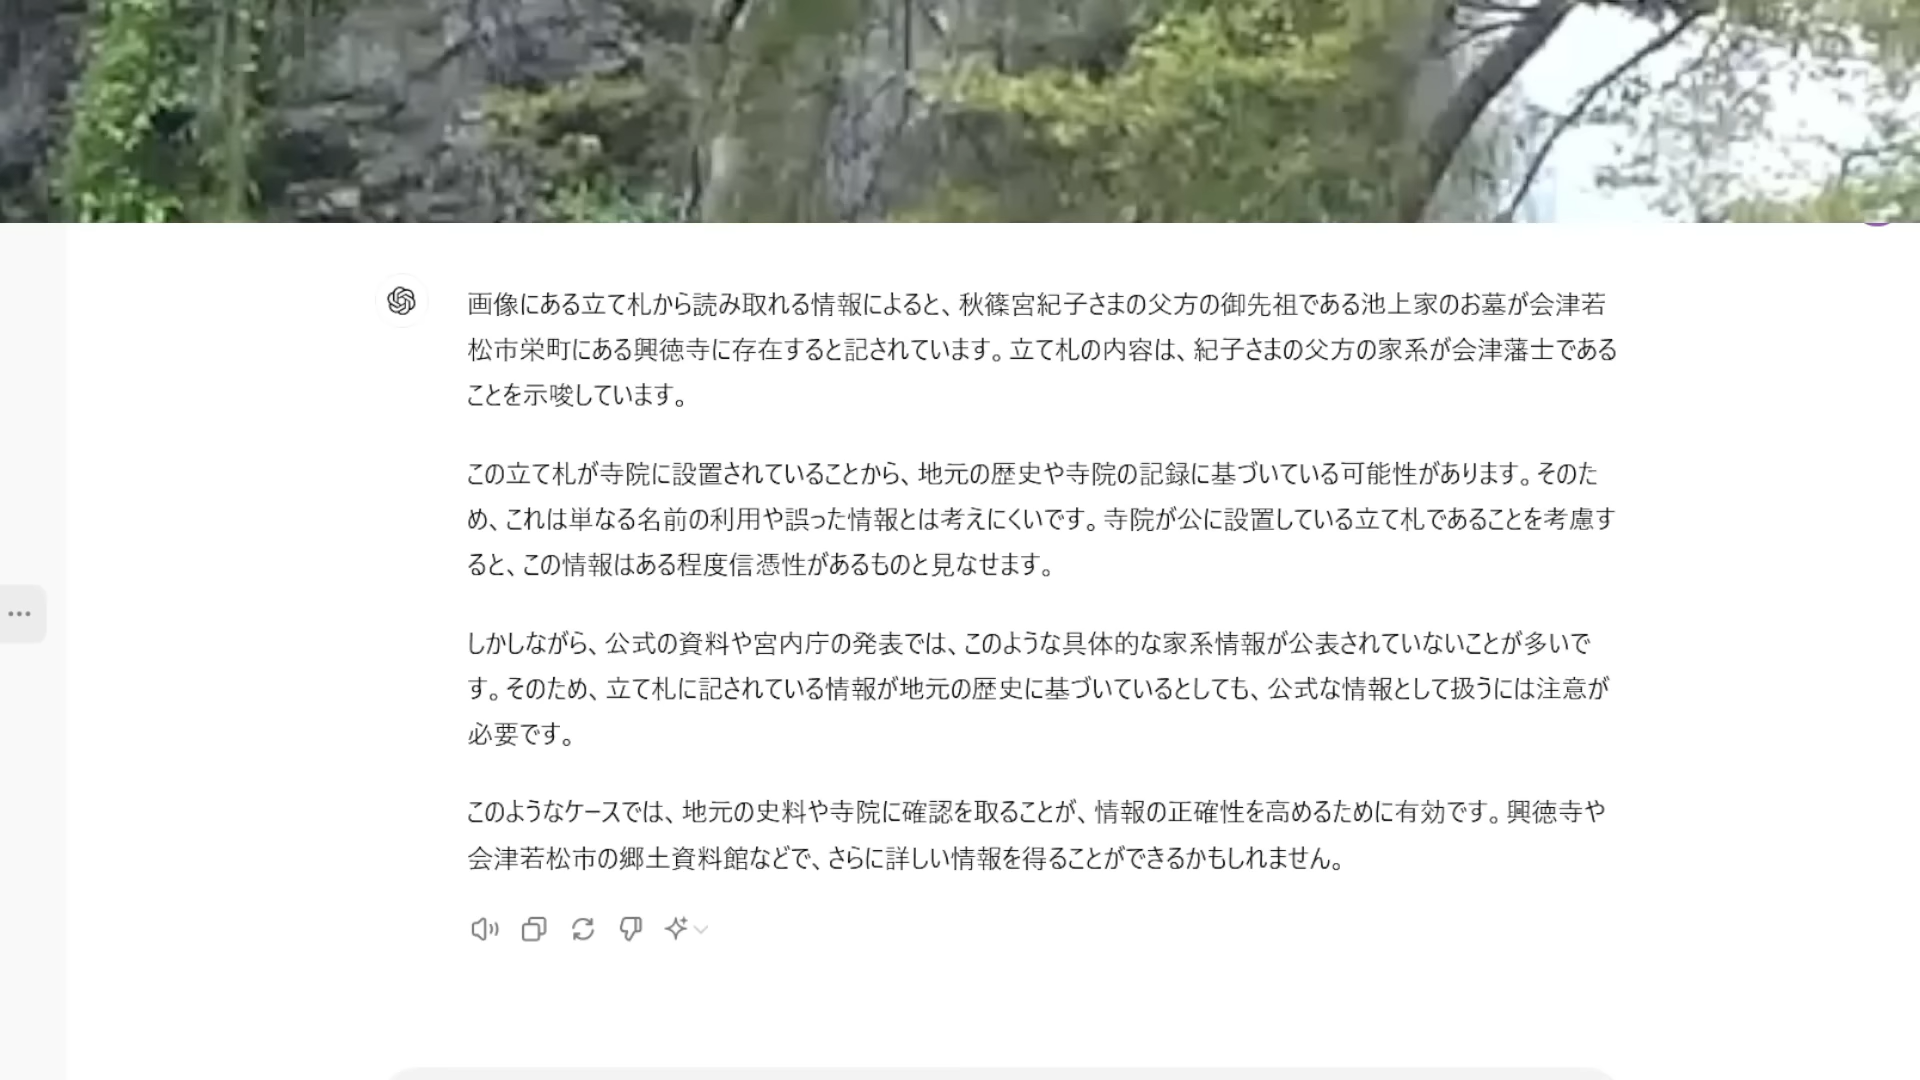 画像にある立て札から読み取れる情報によると、秋篠宮紀子さまの父方の御先祖である池上家のお墓が会津若
松市栄町にある興徳寺に存在すると記されています。立て札の内容は、紀子さまの父方の家系が会津藩士である
ことを示唆しています。
この立て札が寺院に設置されていることから、地元の歴史や寺院の記録に基づいている可能性があります。そのた
め、これは単なる名前の利用や誤った情報とは考えにくいです。寺院が公に設置している立て札であることを考慮す
ると、この情報はある程度信憑性があるものと見なせます。
しかしながら、公式の資料や宮内庁の発表では、このような具体的な家系情報が公表されていないことが多いで
す。そのため、立て札に記されている情報が地元の歴史に基づいているとしても、公式な情報として扱うには注意が
必要です。
このようなケースでは、地元の史料や寺院に確認を取ることが、情報の正確性を高めるために有効です。興徳寺や
会津若松市の郷土資料館などで、さらに詳しい情報を得ることができるかもしれません。